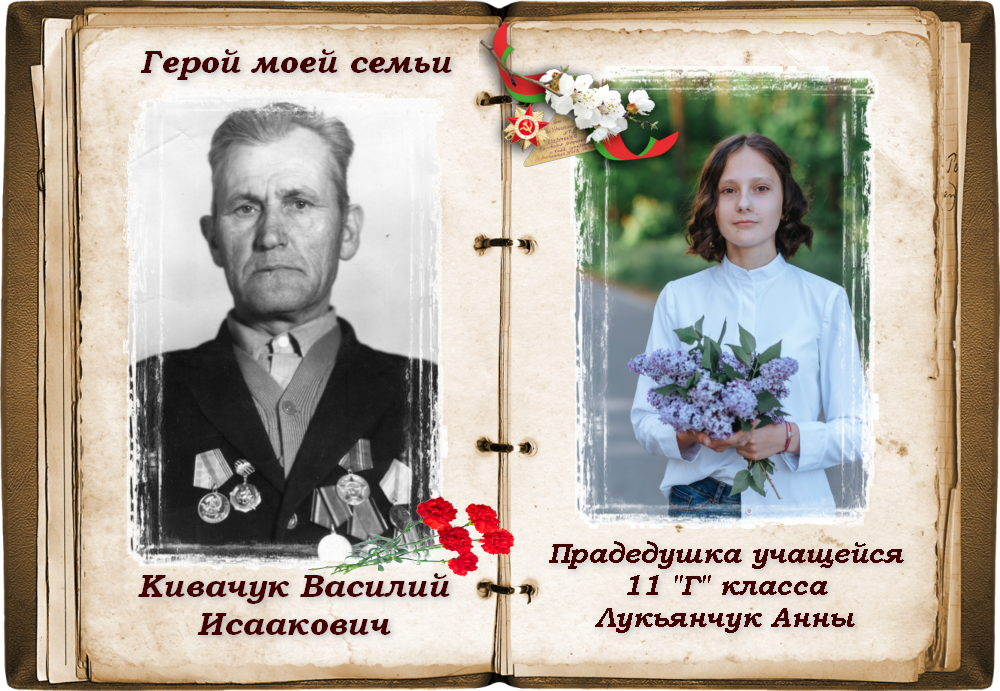 Герой моей семьи
Кивачук Василий
Исаакович
Прадедушка учащейся
11 "Г" класса
Лукьянчук Анны